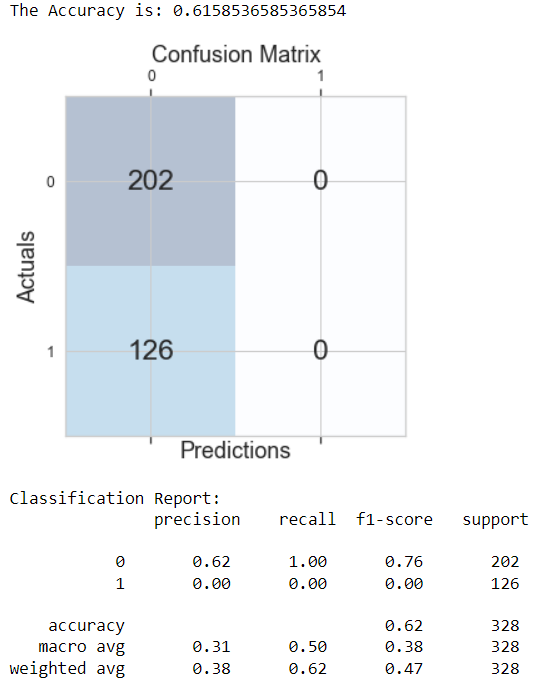 The Accuracy is: 0.6158536585365854
Confusion Matrix
0 1
0 202 0
Actuals
1 126 0
Predictions
Classification Report:
precision recall f1-score support
0 0.62 1.00 0.76 202
1 0.00 0.00 0.00 126
accuracy 0.62 328
macro avg 0.31 0.50 0.38 328
weighted avg 0.38 0.62 0.47 328